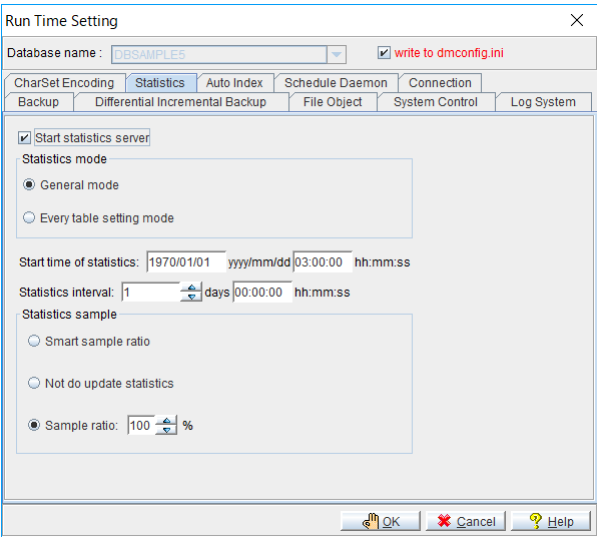 Run Time Setting
Database name : DBSAMPLE5 write to dmconfig.ini
CharSet Encoding Statistics Auto Index Schedule Daemon Connection
Backup Differential Incremental Backup File Object System Control Log System
Start statistics server
Statistics mode
General mode
Every table setting mode
Start time of statistics: 1970/01/01 yyyy/mm/dd 03:00:00 hh:mm:ss
Statistics interval: 1 days 00:00:00 hh:mm:ss
Statistics sample
Smart sample ratio
Not do update statistics
Sample ratio: 100 %
OK Cancel Help